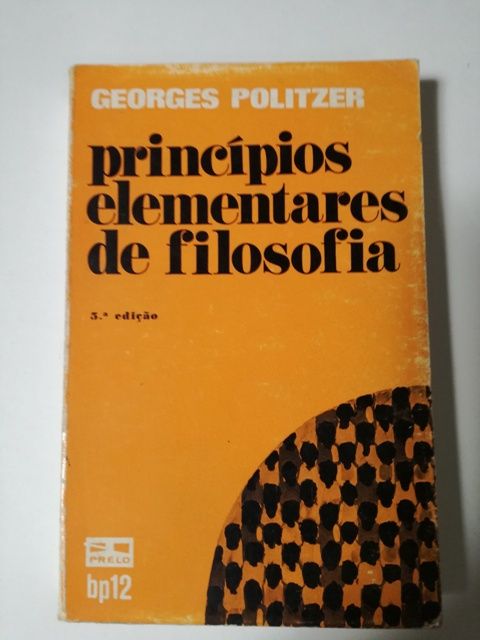 GEORGES POLITZER
princípios
elementares
de filosofia
5.ª edição
PRELO
bp12